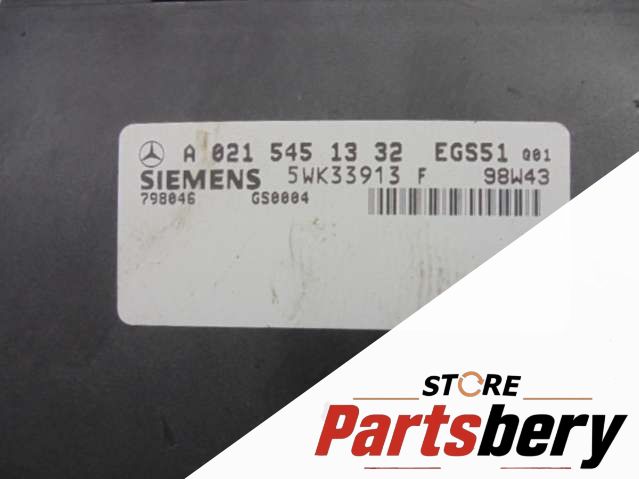 A 021 545 13 32 EGS51 Q01
SIEMENS 5WK33913 F 98W43
798046 GS0004
STORE
Partsbery